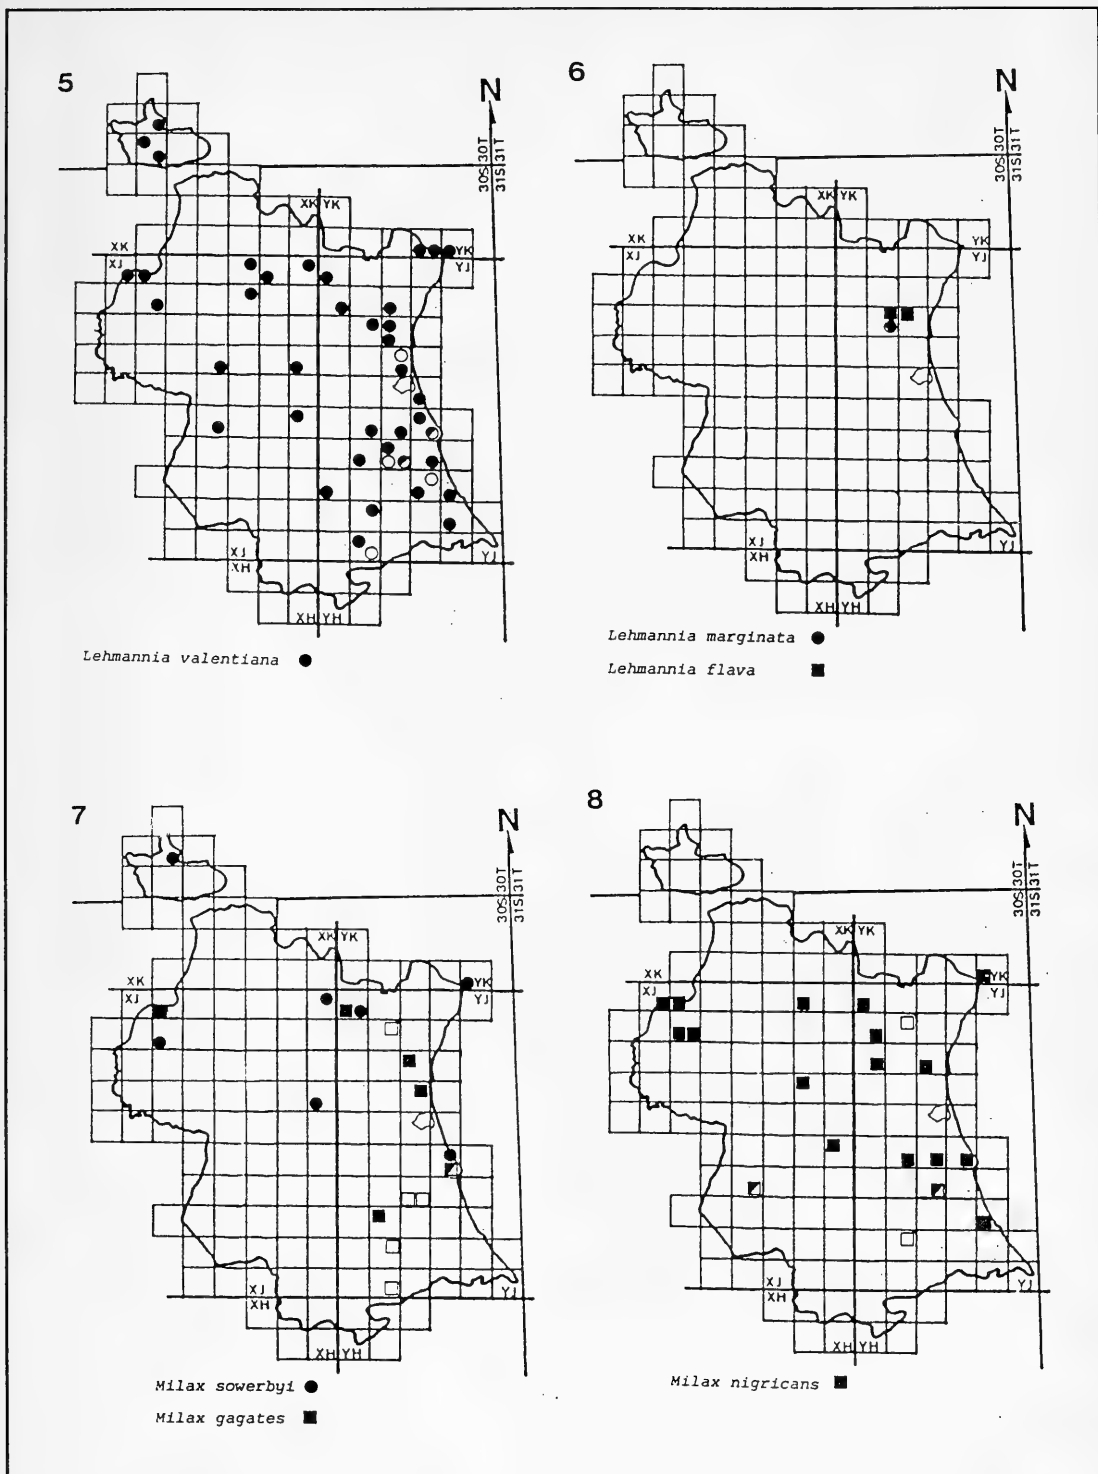 5
N
30S 30T
31S 31T
XK YK
XK
XJ
YK
YJ
XJ
XH
YJ
XH YH
Lehmannia valentiana
6
N
30S 30T
31S 31T
XK YK
XK
XJ
YK
YJ
XJ
XH
YJ
XH YH
Lehmannia marginata
Lehmannia flava
7
N
30S 30T
31S 31T
XK YK
XK
XJ
YK
YJ
XJ
XH
YJ
XH YH
Milax sowerbyi
Milax gagates
8
N
30S 30T
31S 31T
XK YK
XK
XJ
YK
YJ
XJ
XH
YJ
XH YH
Milax nigricans